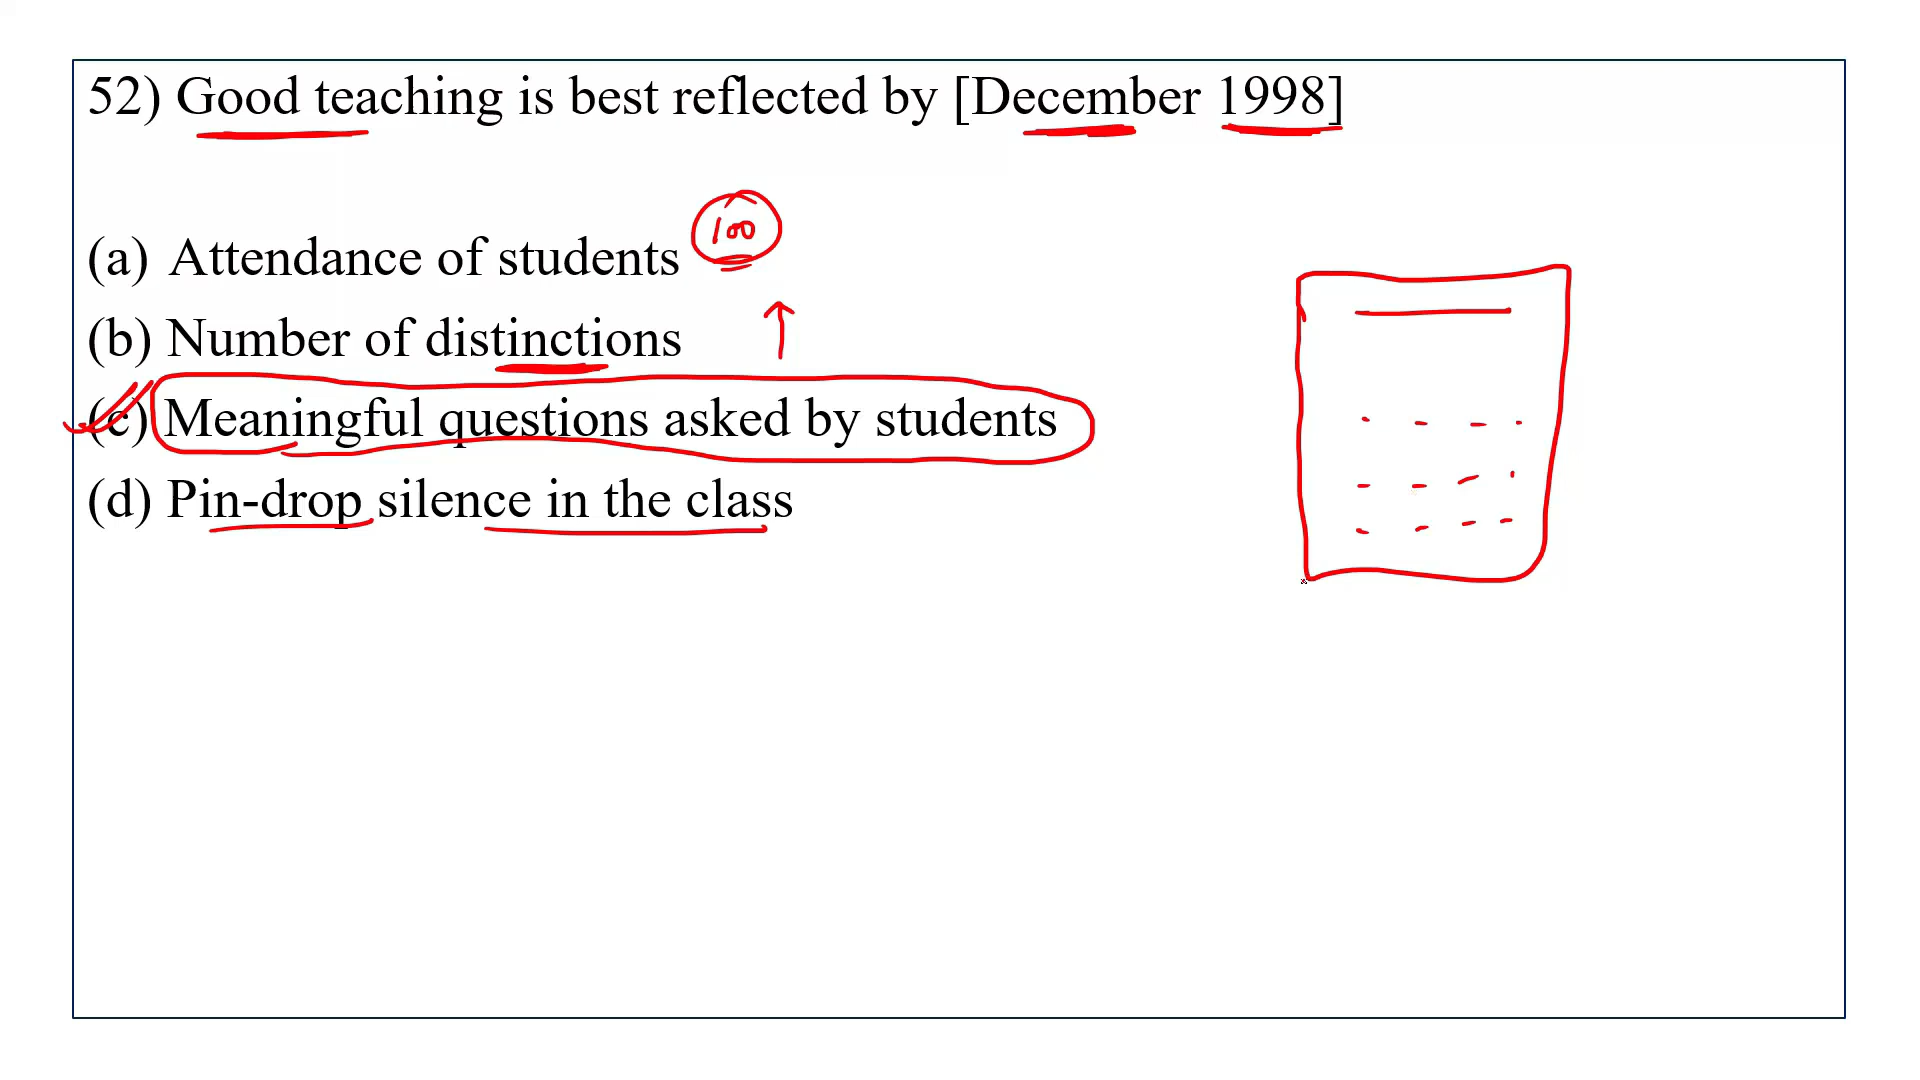 52) Good teaching is best reflected by [December 1998]
100
(a) Attendance of students
(b) Number of distinctions
(c) Meaningful questions asked by students
(d) Pin-drop silence in the class